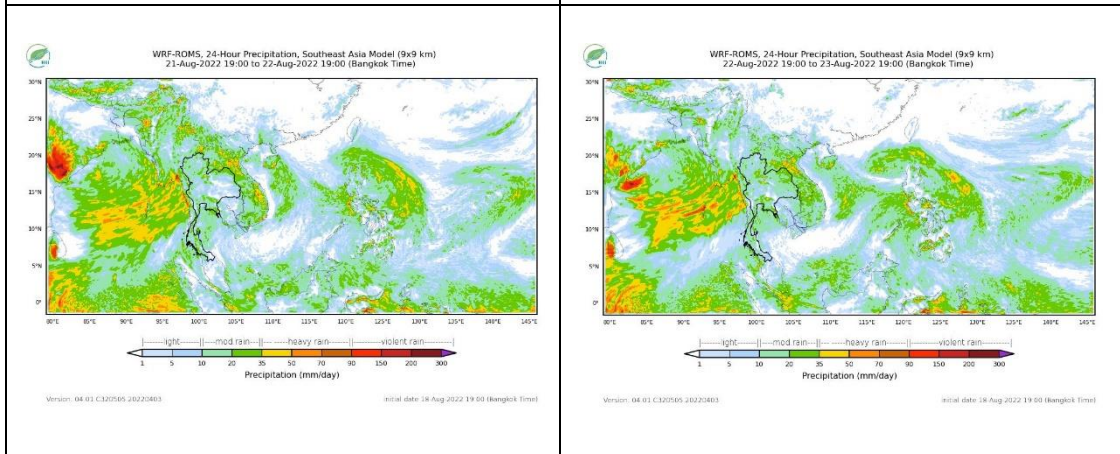 WRF-ROMS, 24-Hour Precipitation, Southeast Asia Model (9x9 km)
21-Aug-2022 19:00 to 22-Aug-2022 19:00 (Bangkok Time)
30°N
25°N
20°N
15°N
10°N
5°N
0°
80°E 85°E 90°E 95°E 100°E 105°E 110°E 115°E 120°E 125°E 130°E 135°E 140°E 145°E
light mod rain heavy rain violent rain
1 5 10 20 35 50 70 90 150 200 300
Precipitation (mm/day)
Version: 04.01.C320505.20220403
Initial date 18-Aug-2022 19:00 (Bangkok Time)
WRF-ROMS, 24-Hour Precipitation, Southeast Asia Model (9x9 km)
22-Aug-2022 19:00 to 23-Aug-2022 19:00 (Bangkok Time)
30°N
25°N
20°N
15°N
10°N
5°N
0°
80°E 85°E 90°E 95°E 100°E 105°E 110°E 115°E 120°E 125°E 130°E 135°E 140°E 145°E
light mod rain heavy rain violent rain
1 5 10 20 35 50 70 90 150 200 300
Precipitation (mm/day)
Version: 04.01.C320505.20220403
Initial date 18-Aug-2022 19:00 (Bangkok Time)